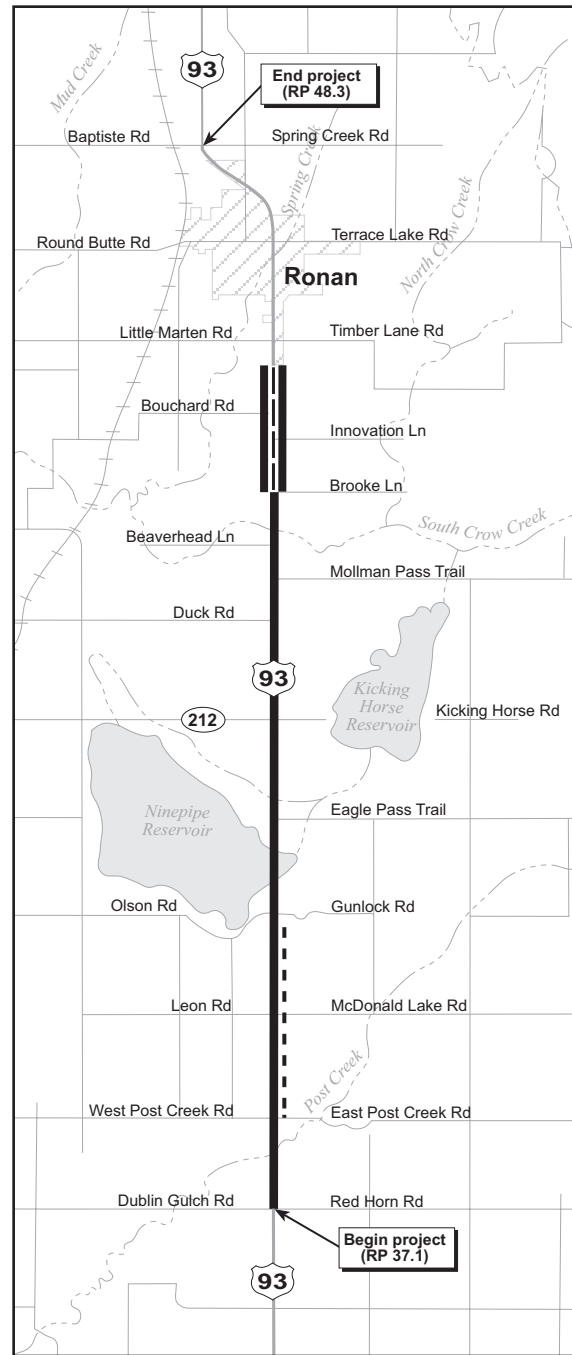 93
Mud Creek
End project
(RP 48.3)
Baptiste Rd
Spring Creek Rd
Spring Creek
Round Butte Rd
Terrace Lake Rd
North Crow Creek
Ronan
Little Marten Rd
Timber Lane Rd
Bouchard Rd
Innovation Ln
Brooke Ln
South Crow Creek
Beaverhead Ln
Mollman Pass Trail
Duck Rd
93
Kicking
Horse
Reservoir
212
Kicking Horse Rd
Ninepipe
Reservoir
Eagle Pass Trail
Olson Rd
Gunlock Rd
Leon Rd
McDonald Lake Rd
Post Creek
West Post Creek Rd
East Post Creek Rd
Dublin Gulch Rd
Red Horn Rd
Begin project
(RP 37.1)
93